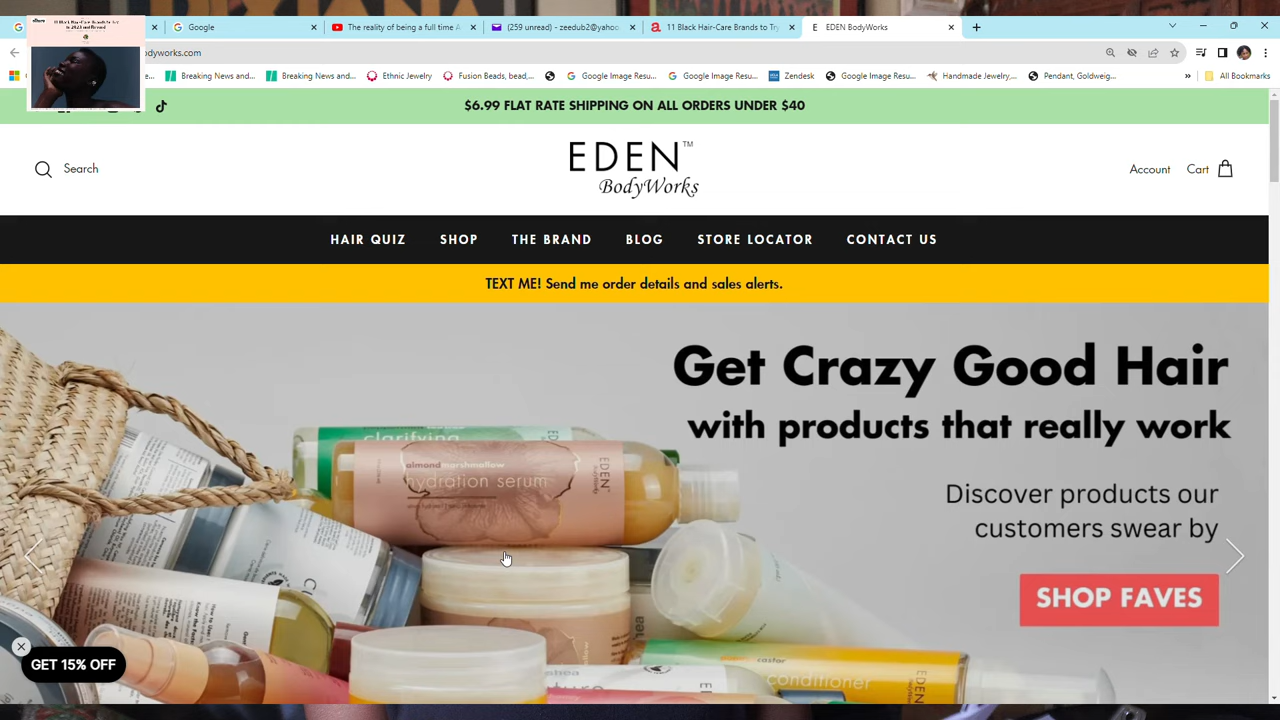 Google
The reality of being a full time A
(259 unread) - zeedub2@yahoo
11 Black Hair-Care Brands to Try
EDEN BodyWorks
odyworks.com
Breaking News and...
Breaking News and...
Ethnic Jewelry
Fusion Beads, bead,...
Google Image Resu...
Google Image Resu...
Zendesk
Google Image Resu...
Handmade Jewelry,...
Pendant, Goldweig...
»
All Bookmarks
$6.99 FLAT RATE SHIPPING ON ALL ORDERS UNDER $40
Search
EDEN™
BodyWorks
Account
Cart
HAIR QUIZ
SHOP
THE BRAND
BLOG
STORE LOCATOR
CONTACT US
TEXT ME! Send me order details and sales alerts.
Get Crazy Good Hair
with products that really work
Discover products our
customers swear by
SHOP FAVES
clarifying
almond marshmallow
hydration serum
EDEN
castor
conditioner
EDEN
GET 15% OFF